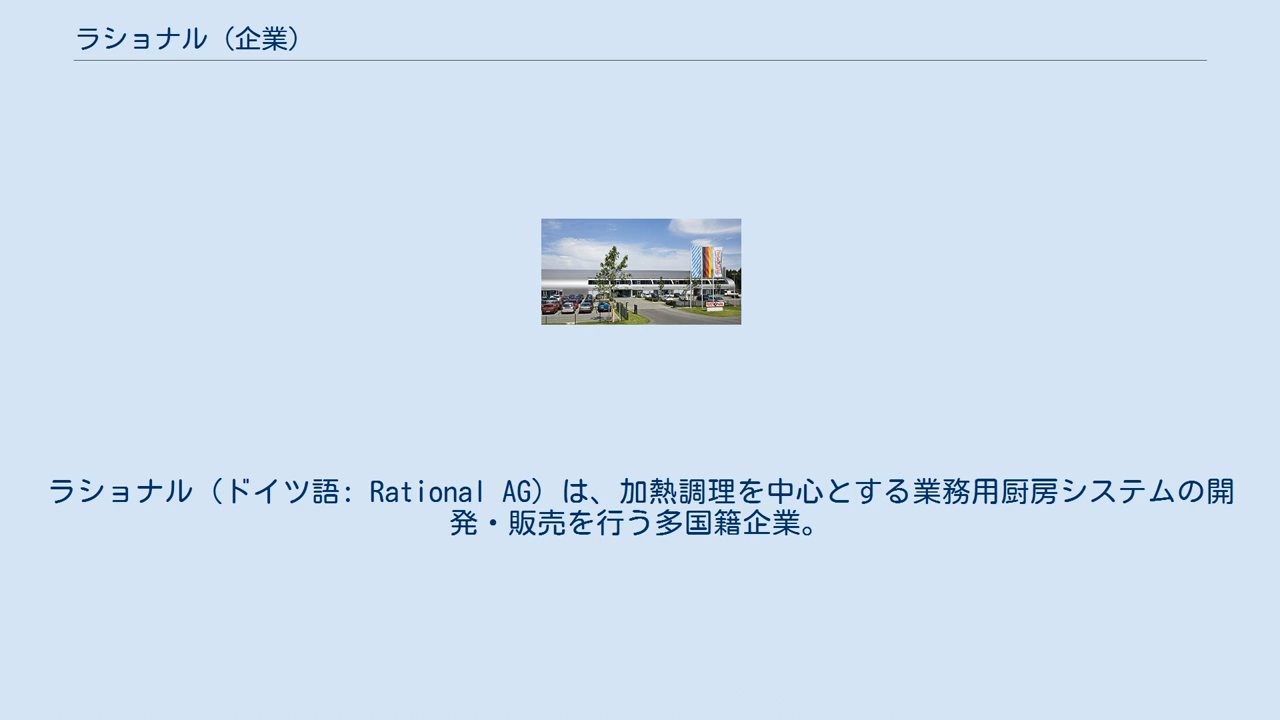 ラショナル（企業）
ラショナル（ドイツ語: Rational AG）は、加熱調理を中心とする業務用厨房システムの開
発・販売を行う多国籍企業。